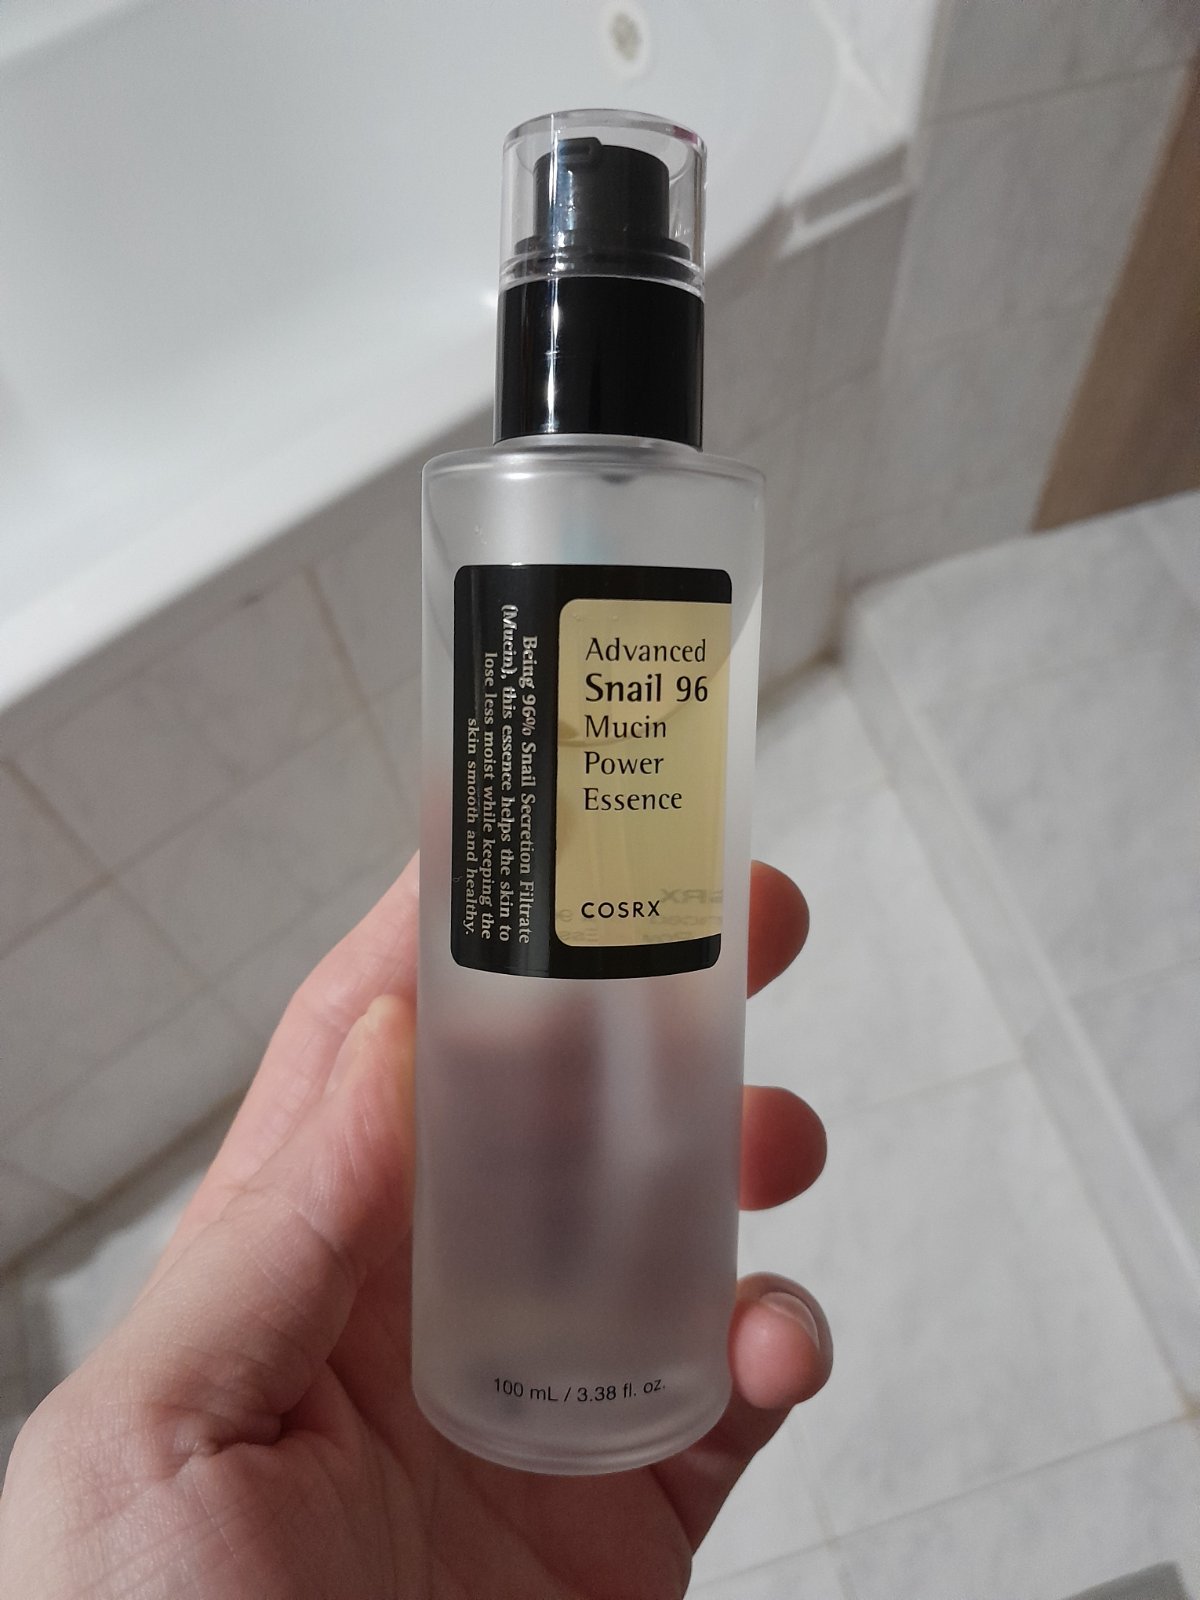 Advanced
Snail 96
Mucin
Power
Essence
COSRX
Being 96% Snail Secretion Filtrate
(Mucin), this essence helps the skin to
lose less moist while keeping the
skin smooth and healthy.
100 mL / 3.38 fl. oz.